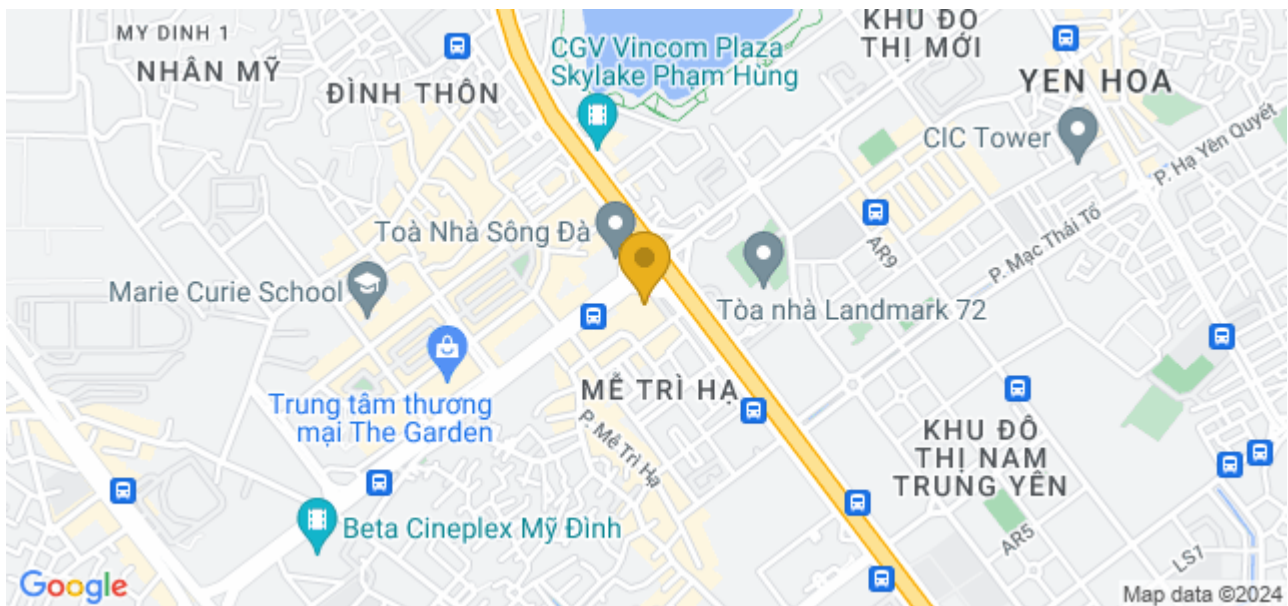 MY DINH 1
NHÂN MỸ
ĐÌNH THÔN
CGV Vincom Plaza
Skylake Phạm Hùng
KHU ĐÔ
THỊ MỚI
YEN HOA
CIC Tower
P. Hạ Yên Quyết
Toà Nhà Sông Đà
AR9
P. Mạc Thái Tổ
Marie Curie School
Tòa nhà Landmark 72
Trung tâm thương
mại The Garden
MỄ TRÌ HẠ
P. Mễ Trì Hạ
KHU ĐÔ
THỊ NAM
TRUNG YÊN
Beta Cineplex Mỹ Đình
AR5
LS7
Google
Map data ©2024